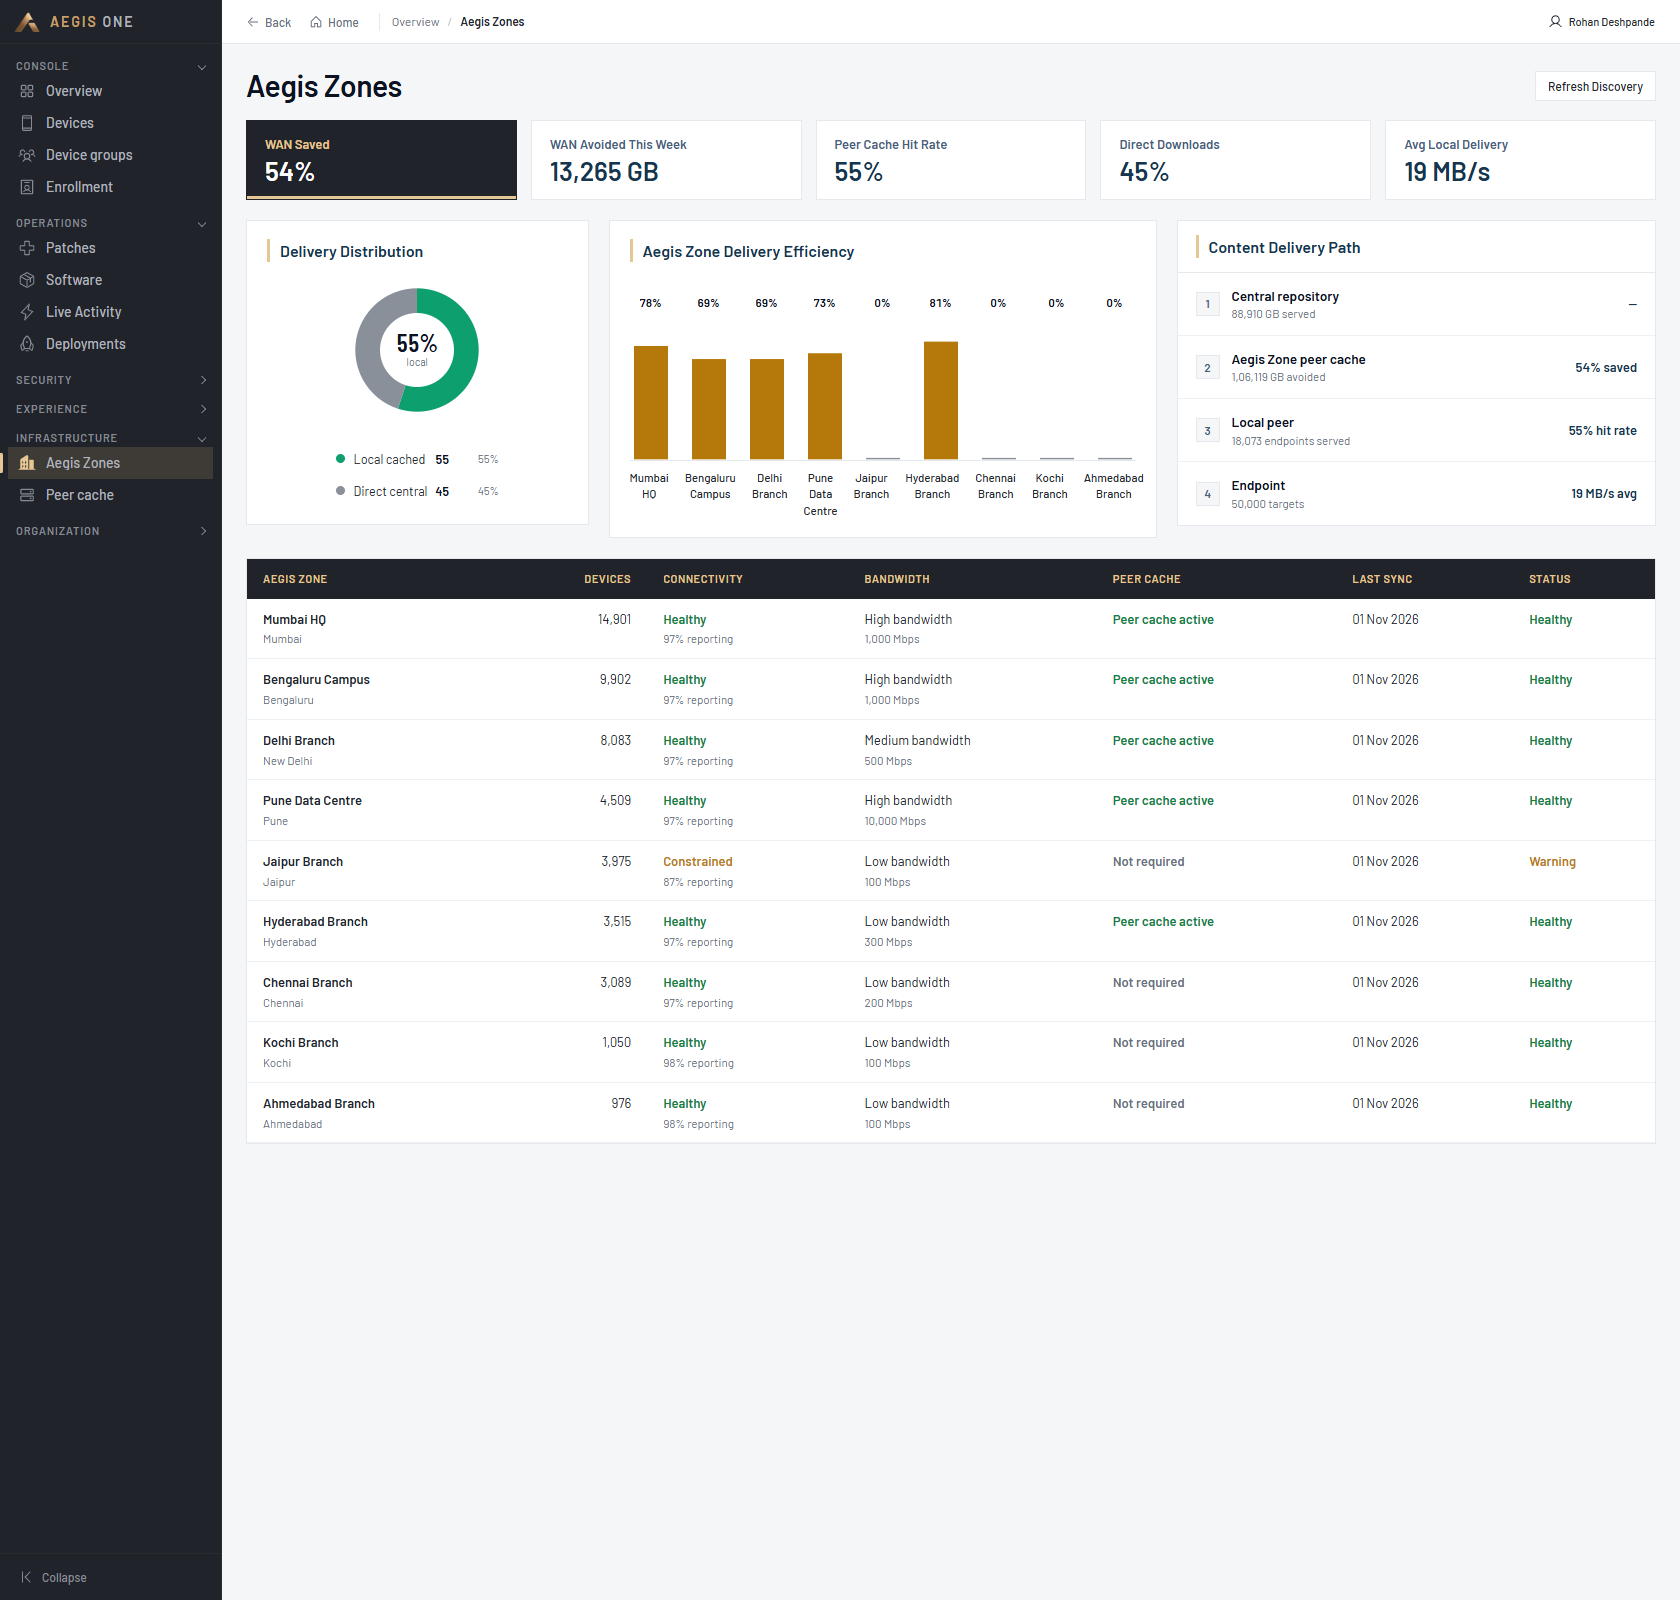 AEGIS ONE
CONSOLE
Overview
Devices
Device groups
Enrollment
OPERATIONS
Patches
Software
Live Activity
Deployments
SECURITY
EXPERIENCE
INFRASTRUCTURE
Aegis Zones
Peer cache
ORGANIZATION
Collapse
Back Home Overview / Aegis Zones
Rohan Deshpande
Aegis Zones
Refresh Discovery
WAN Saved
54%
WAN Avoided This Week
13,265 GB
Peer Cache Hit Rate
55%
Direct Downloads
45%
Avg Local Delivery
19 MB/s
Delivery Distribution
55%
local
Local cached 55 55%
Direct central 45 45%
Aegis Zone Delivery Efficiency
78% 69% 69% 73% 0% 81% 0% 0% 0%
Mumbai HQ
Bengaluru Campus
Delhi Branch
Pune Data Centre
Jaipur Branch
Hyderabad Branch
Chennai Branch
Kochi Branch
Ahmedabad Branch
Content Delivery Path
1 Central repository –
88,910 GB served
2 Aegis Zone peer cache 54% saved
1,06,119 GB avoided
3 Local peer 55% hit rate
18,073 endpoints served
4 Endpoint 19 MB/s avg
50,000 targets
AEGIS ZONE DEVICES CONNECTIVITY BANDWIDTH PEER CACHE LAST SYNC STATUS
Mumbai HQ 14,901 Healthy High bandwidth Peer cache active 01 Nov 2026 Healthy
Mumbai 97% reporting 1,000 Mbps
Bengaluru Campus 9,902 Healthy High bandwidth Peer cache active 01 Nov 2026 Healthy
Bengaluru 97% reporting 1,000 Mbps
Delhi Branch 8,083 Healthy Medium bandwidth Peer cache active 01 Nov 2026 Healthy
New Delhi 97% reporting 500 Mbps
Pune Data Centre 4,509 Healthy High bandwidth Peer cache active 01 Nov 2026 Healthy
Pune 97% reporting 10,000 Mbps
Jaipur Branch 3,975 Constrained Low bandwidth Not required 01 Nov 2026 Warning
Jaipur 87% reporting 100 Mbps
Hyderabad Branch 3,515 Healthy Low bandwidth Peer cache active 01 Nov 2026 Healthy
Hyderabad 97% reporting 300 Mbps
Chennai Branch 3,089 Healthy Low bandwidth Not required 01 Nov 2026 Healthy
Chennai 97% reporting 200 Mbps
Kochi Branch 1,050 Healthy Low bandwidth Not required 01 Nov 2026 Healthy
Kochi 98% reporting 100 Mbps
Ahmedabad Branch 976 Healthy Low bandwidth Not required 01 Nov 2026 Healthy
Ahmedabad 98% reporting 100 Mbps